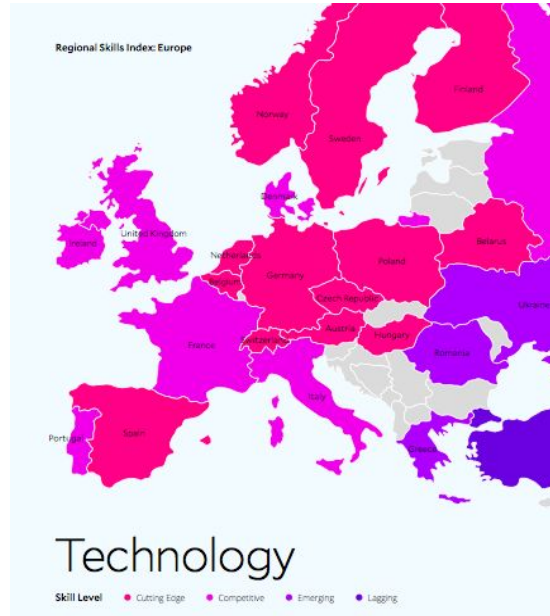 Regional Skills Index: Europe
Finland
Norway
Sweden
Denmark
United Kingdom
Ireland
Netherlands
Belarus
Poland
Belgium
Germany
Ukraine
Czech Republic
Austria
Hungary
Switzerland
France
Romania
Italy
Portugal
Spain
Greece
Technology
Skill Level Cutting Edge Competitive Emerging Lagging